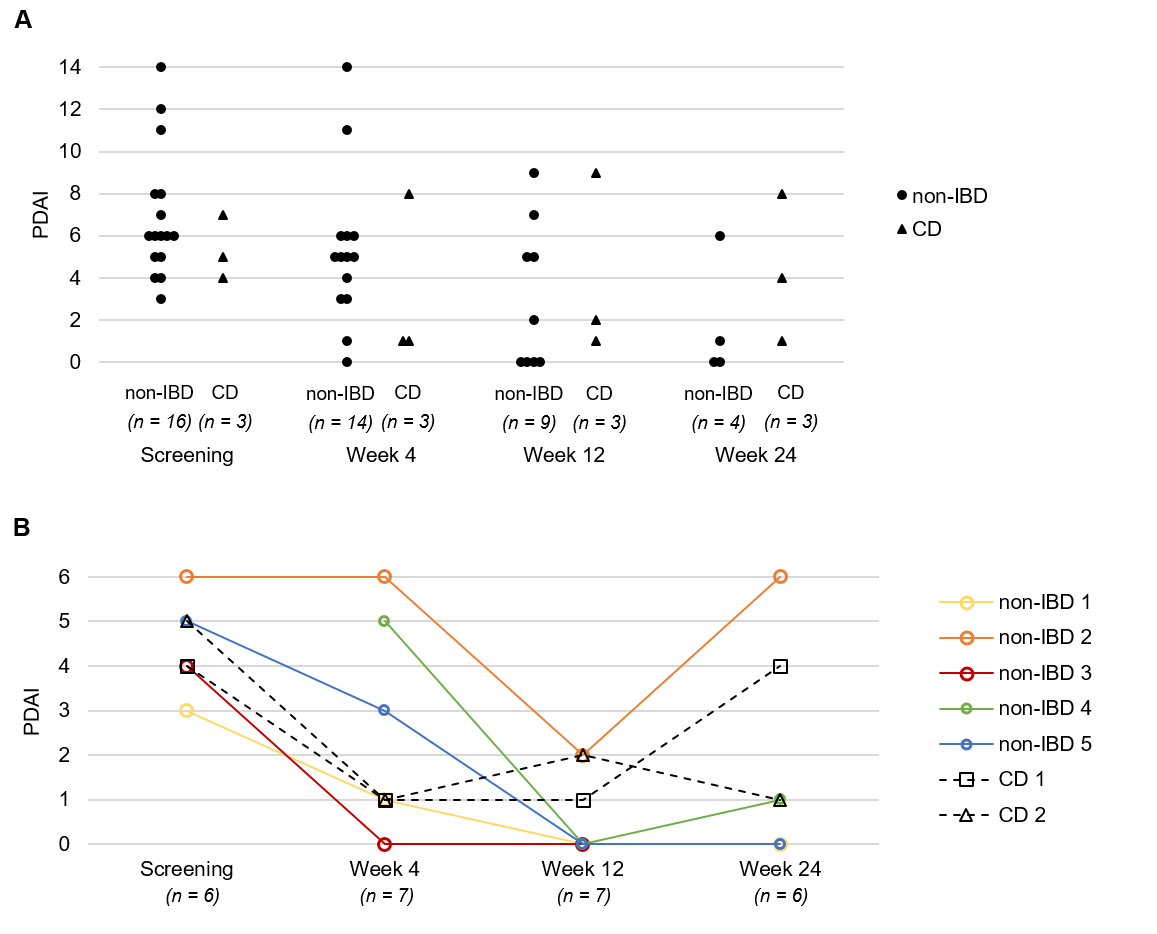 A
14
12
10
8
6
4
2
0
PDAI
non-IBD
CD
non-IBD CD non-IBD CD non-IBD CD non-IBD CD
(n = 16) (n = 3) (n = 14) (n = 3) (n = 9) (n = 3) (n = 4) (n = 3)
Screening Week 4 Week 12 Week 24
B
6
5
4
3
2
1
0
PDAI
non-IBD 1
non-IBD 2
non-IBD 3
non-IBD 4
non-IBD 5
CD 1
CD 2
Screening Week 4 Week 12 Week 24
(n = 6) (n = 7) (n = 7) (n = 6)